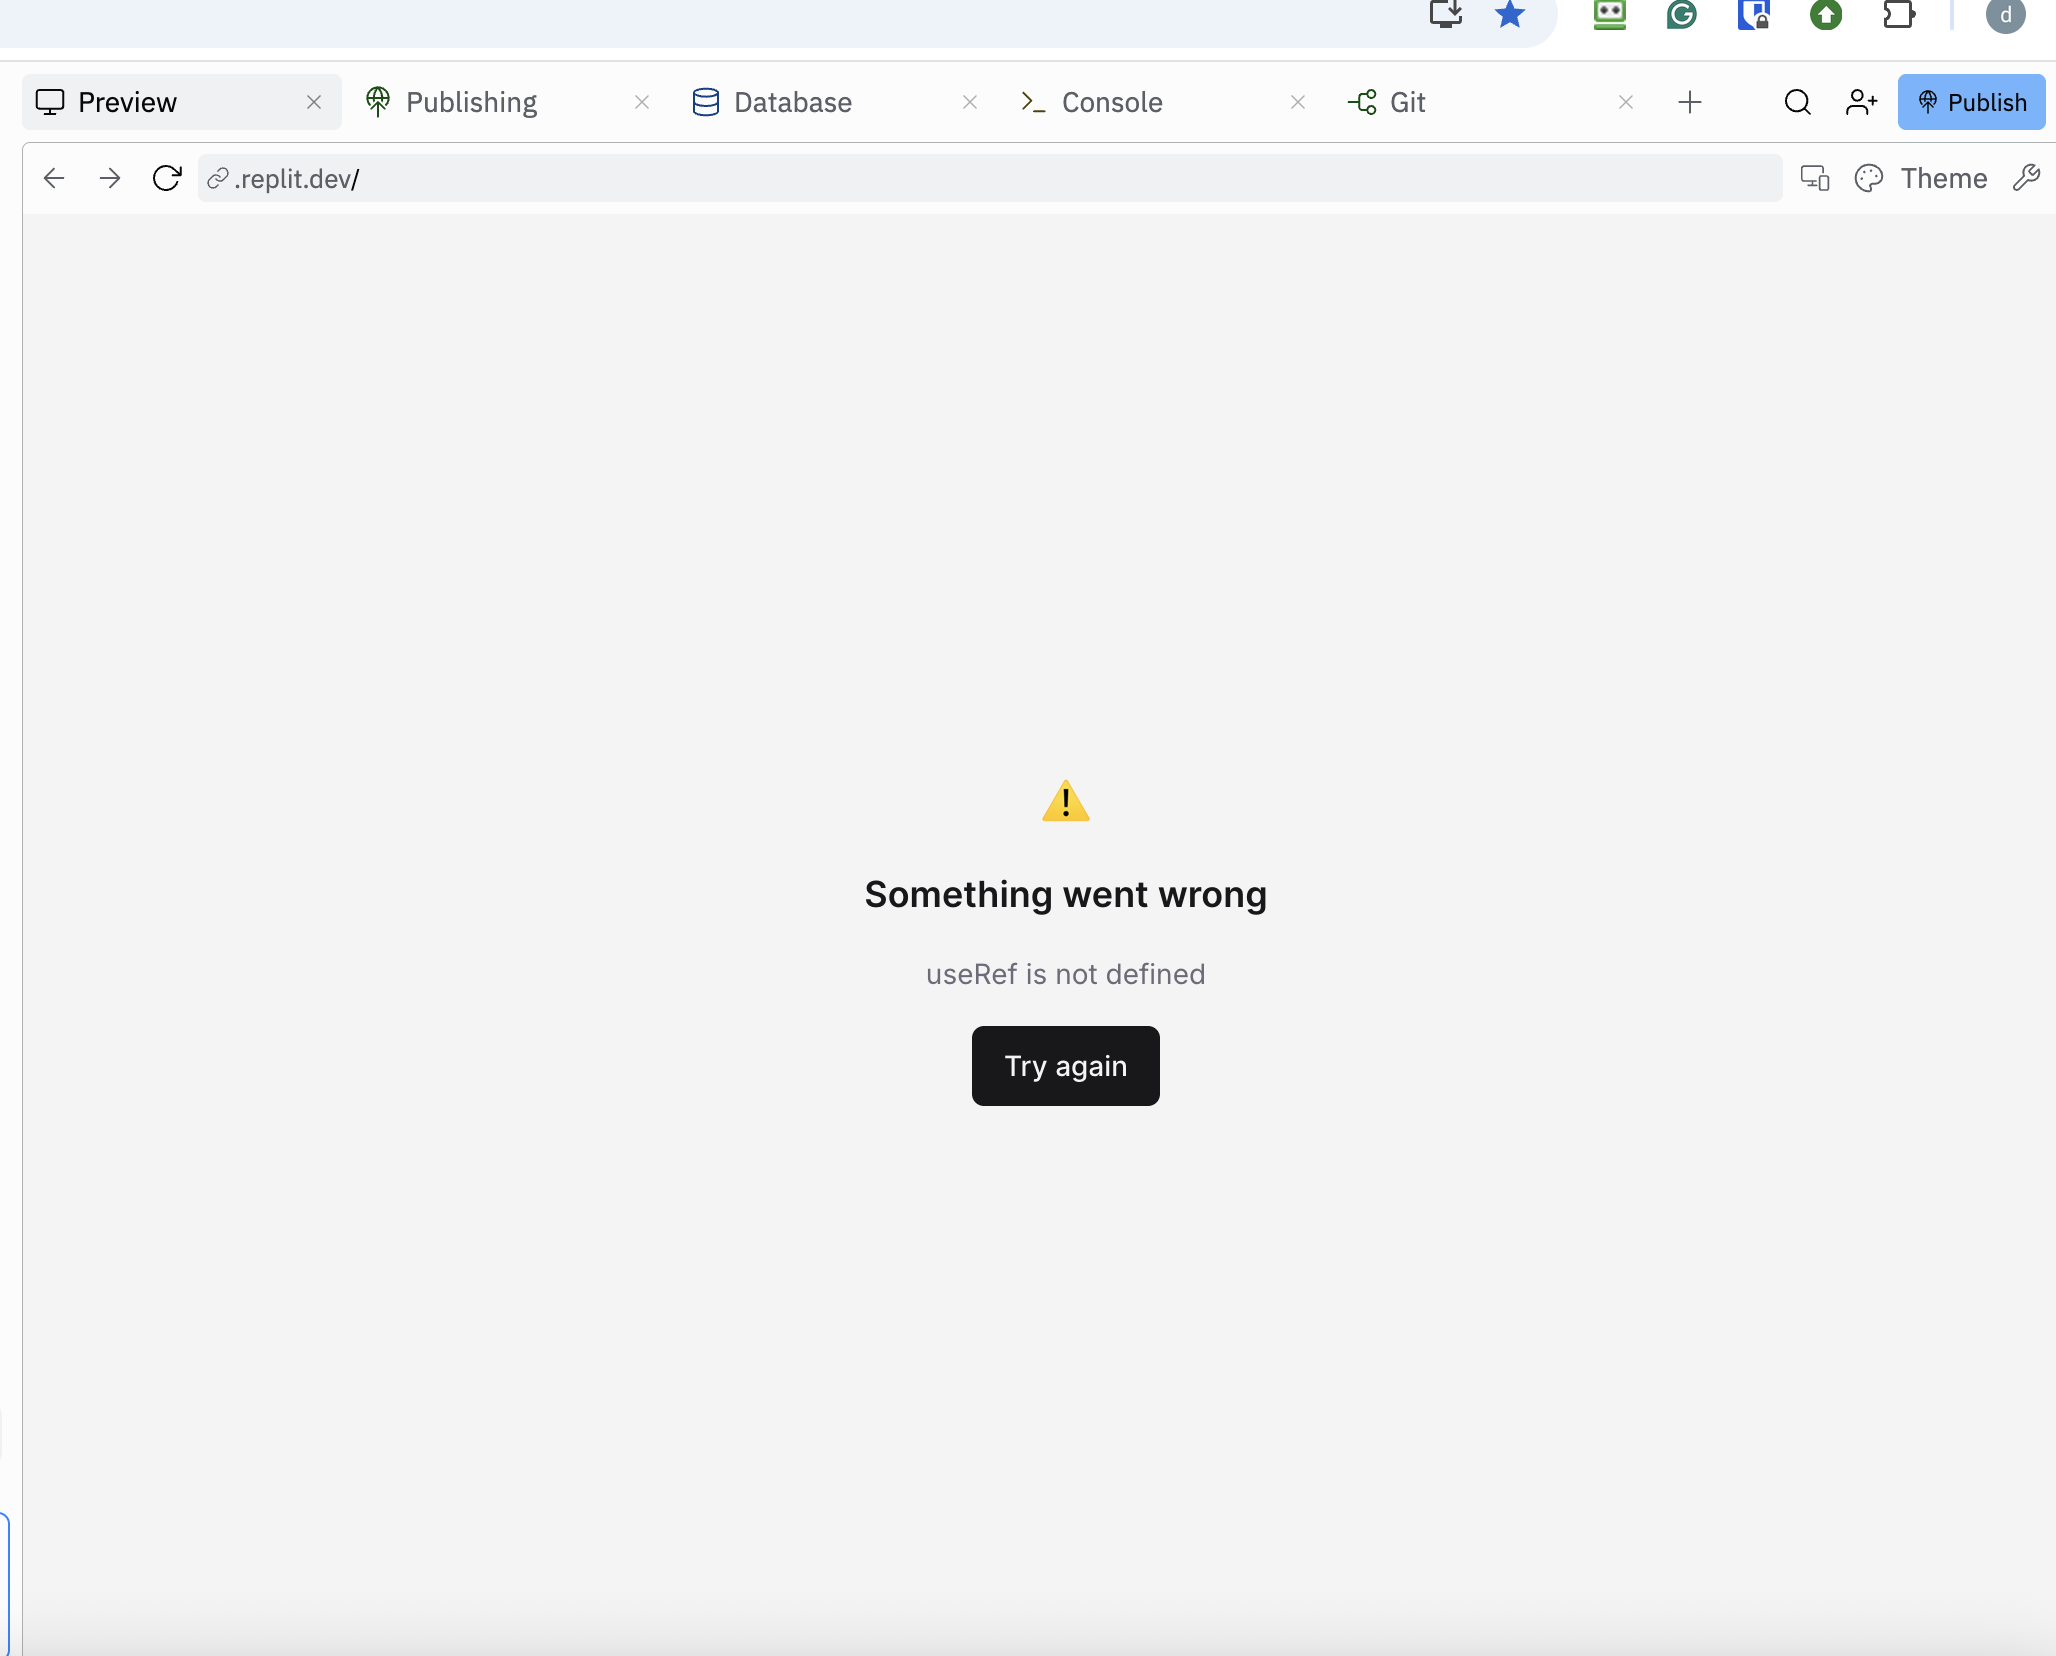 d
Preview
Publishing
Database
Console
Git
Publish
.replit.dev/
Theme
Something went wrong
useRef is not defined
Try again